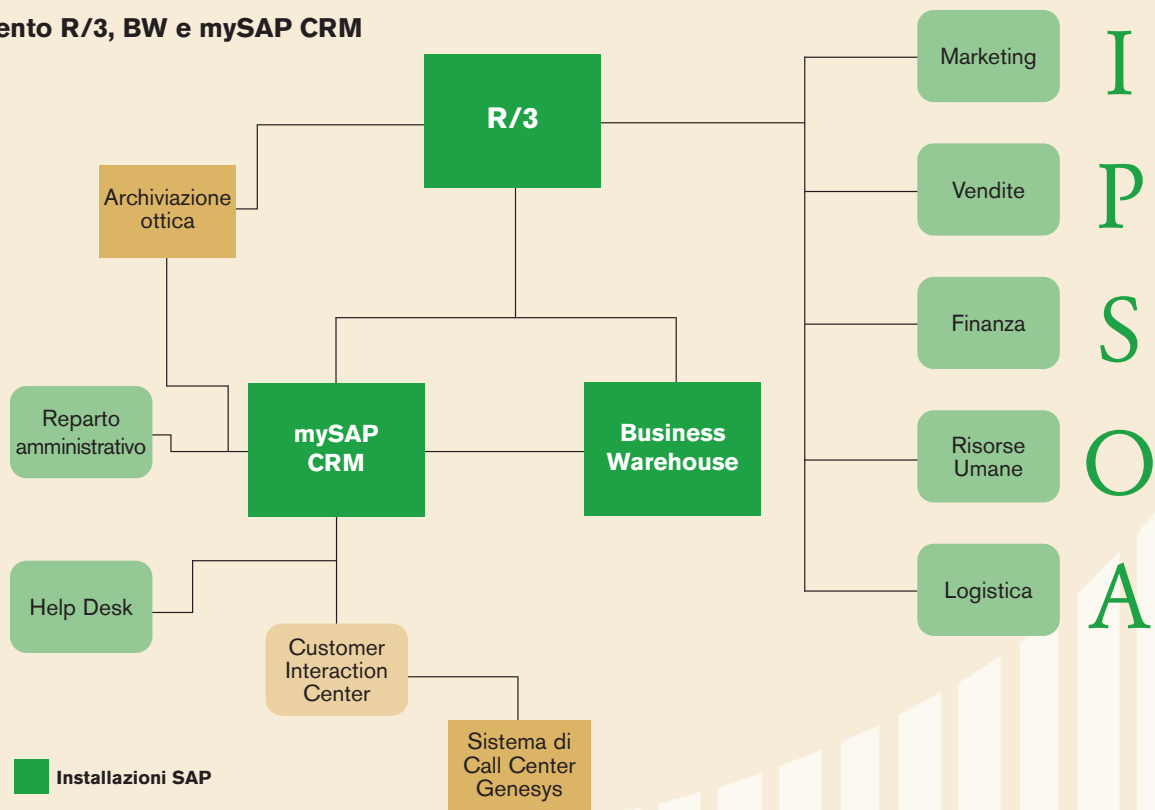 ento R/3, BW e mySAP CRM
R/3
Marketing
I
Archiviazione
ottica
Vendite
P
Finanza
S
Reparto
amministrativo
mySAP
CRM
Business
Warehouse
Risorse
Umane
O
Help Desk
Logistica
A
Customer
Interaction
Center
Sistema di
Call Center
Genesys
Installazioni SAP